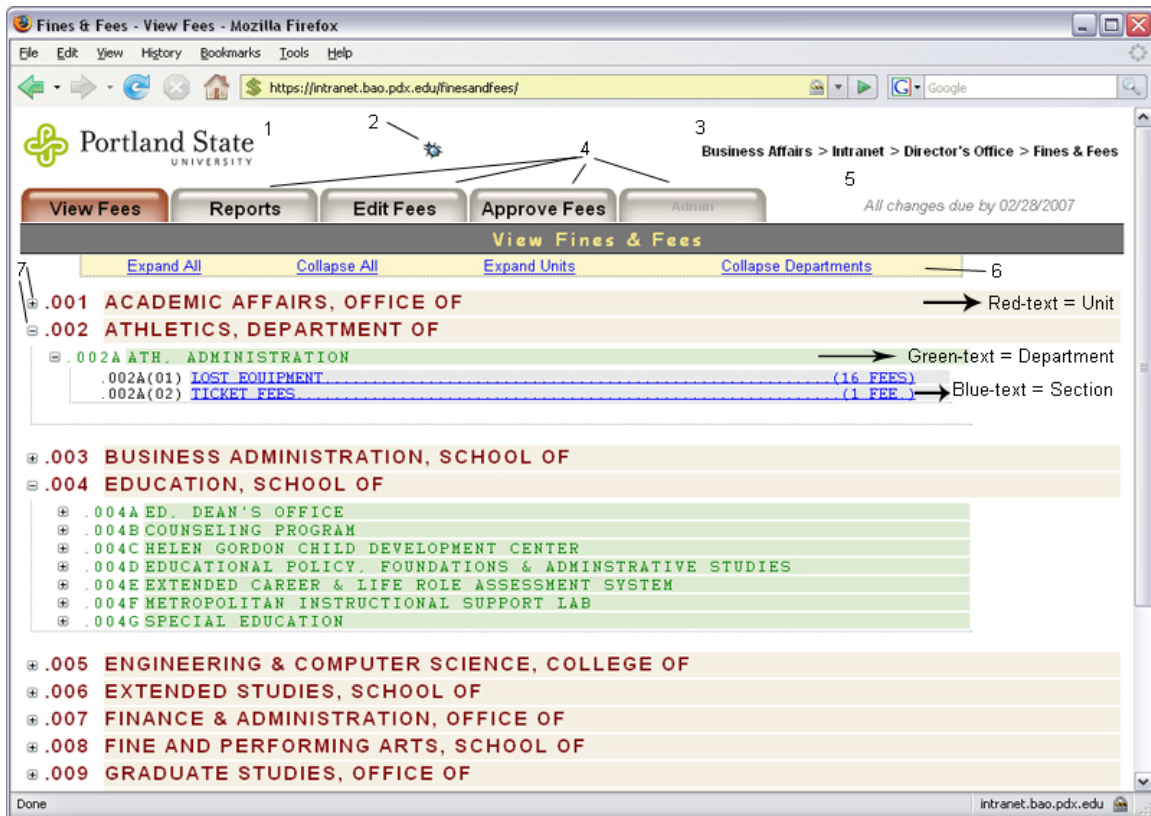 Fines & Fees - View Fees - Mozilla Firefox
File Edit View History Bookmarks Tools Help
https://intranet.bao.pdx.edu/finesandfees/
G Google
Portland State
UNIVERSITY
1
2
3
4
Business Affairs > Intranet > Director's Office > Fines & Fees
5
View Fees Reports Edit Fees Approve Fees Admin
All changes due by 02/28/2007
View Fines & Fees
7
Expand All Collapse All Expand Units Collapse Departments
6
.001 ACADEMIC AFFAIRS, OFFICE OF
Red-text = Unit
.002 ATHLETICS, DEPARTMENT OF
.002A ATH, ADMINISTRATION
Green-text = Department
.002A(01) LOST EQUIPMENT (16 FEES)
.002A(02) TICKET FEES (1 FEE )
Blue-text = Section
.003 BUSINESS ADMINISTRATION, SCHOOL OF
.004 EDUCATION, SCHOOL OF
.004A ED, DEAN'S OFFICE
.004B COUNSELING PROGRAM
.004C HELEN GORDON CHILD DEVELOPMENT CENTER
.004D EDUCATIONAL POLICY, FOUNDATIONS & ADMINSTRATIVE STUDIES
.004E EXTENDED CAREER & LIFE ROLE ASSESSMENT SYSTEM
.004F METROPOLITAN INSTRUCTIONAL SUPPORT LAB
.004G SPECIAL EDUCATION
.005 ENGINEERING & COMPUTER SCIENCE, COLLEGE OF
.006 EXTENDED STUDIES, SCHOOL OF
.007 FINANCE & ADMINISTRATION, OFFICE OF
.008 FINE AND PERFORMING ARTS, SCHOOL OF
.009 GRADUATE STUDIES, OFFICE OF
Done
intranet.bao.pdx.edu